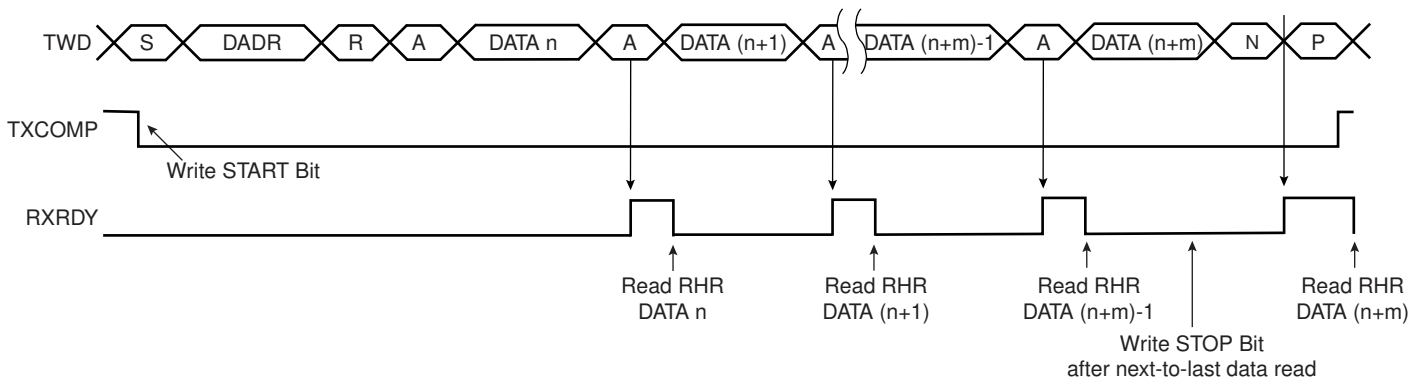 TWD S DADR R A DATA n A DATA (n+1) A DATA (n+m)-1 A DATA (n+m) N P
TXCOMP
Write START Bit
RXRDY
Read RHR
DATA n
Read RHR
DATA (n+1)
Read RHR
DATA (n+m)-1
Read RHR
DATA (n+m)
Write STOP Bit
after next-to-last data read